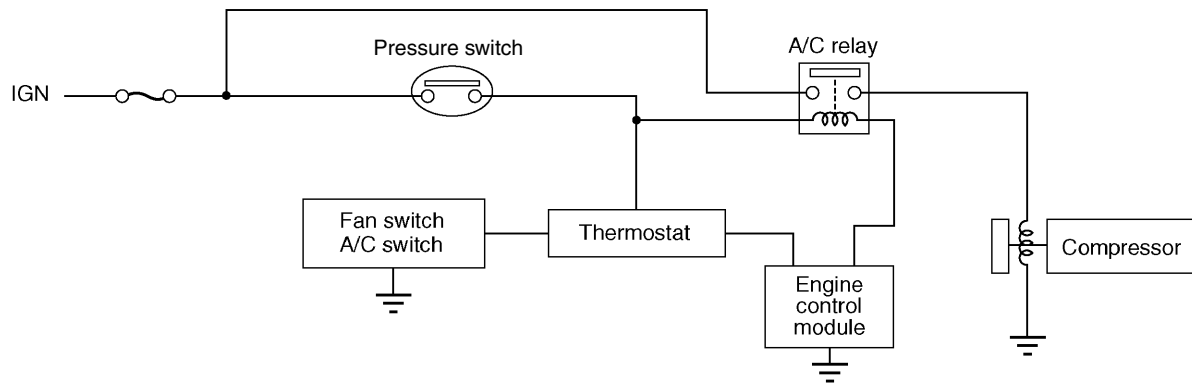 A/C relay
Pressure switch
IGN
Fan switch
A/C switch
Thermostat
Compressor
Engine
control
module